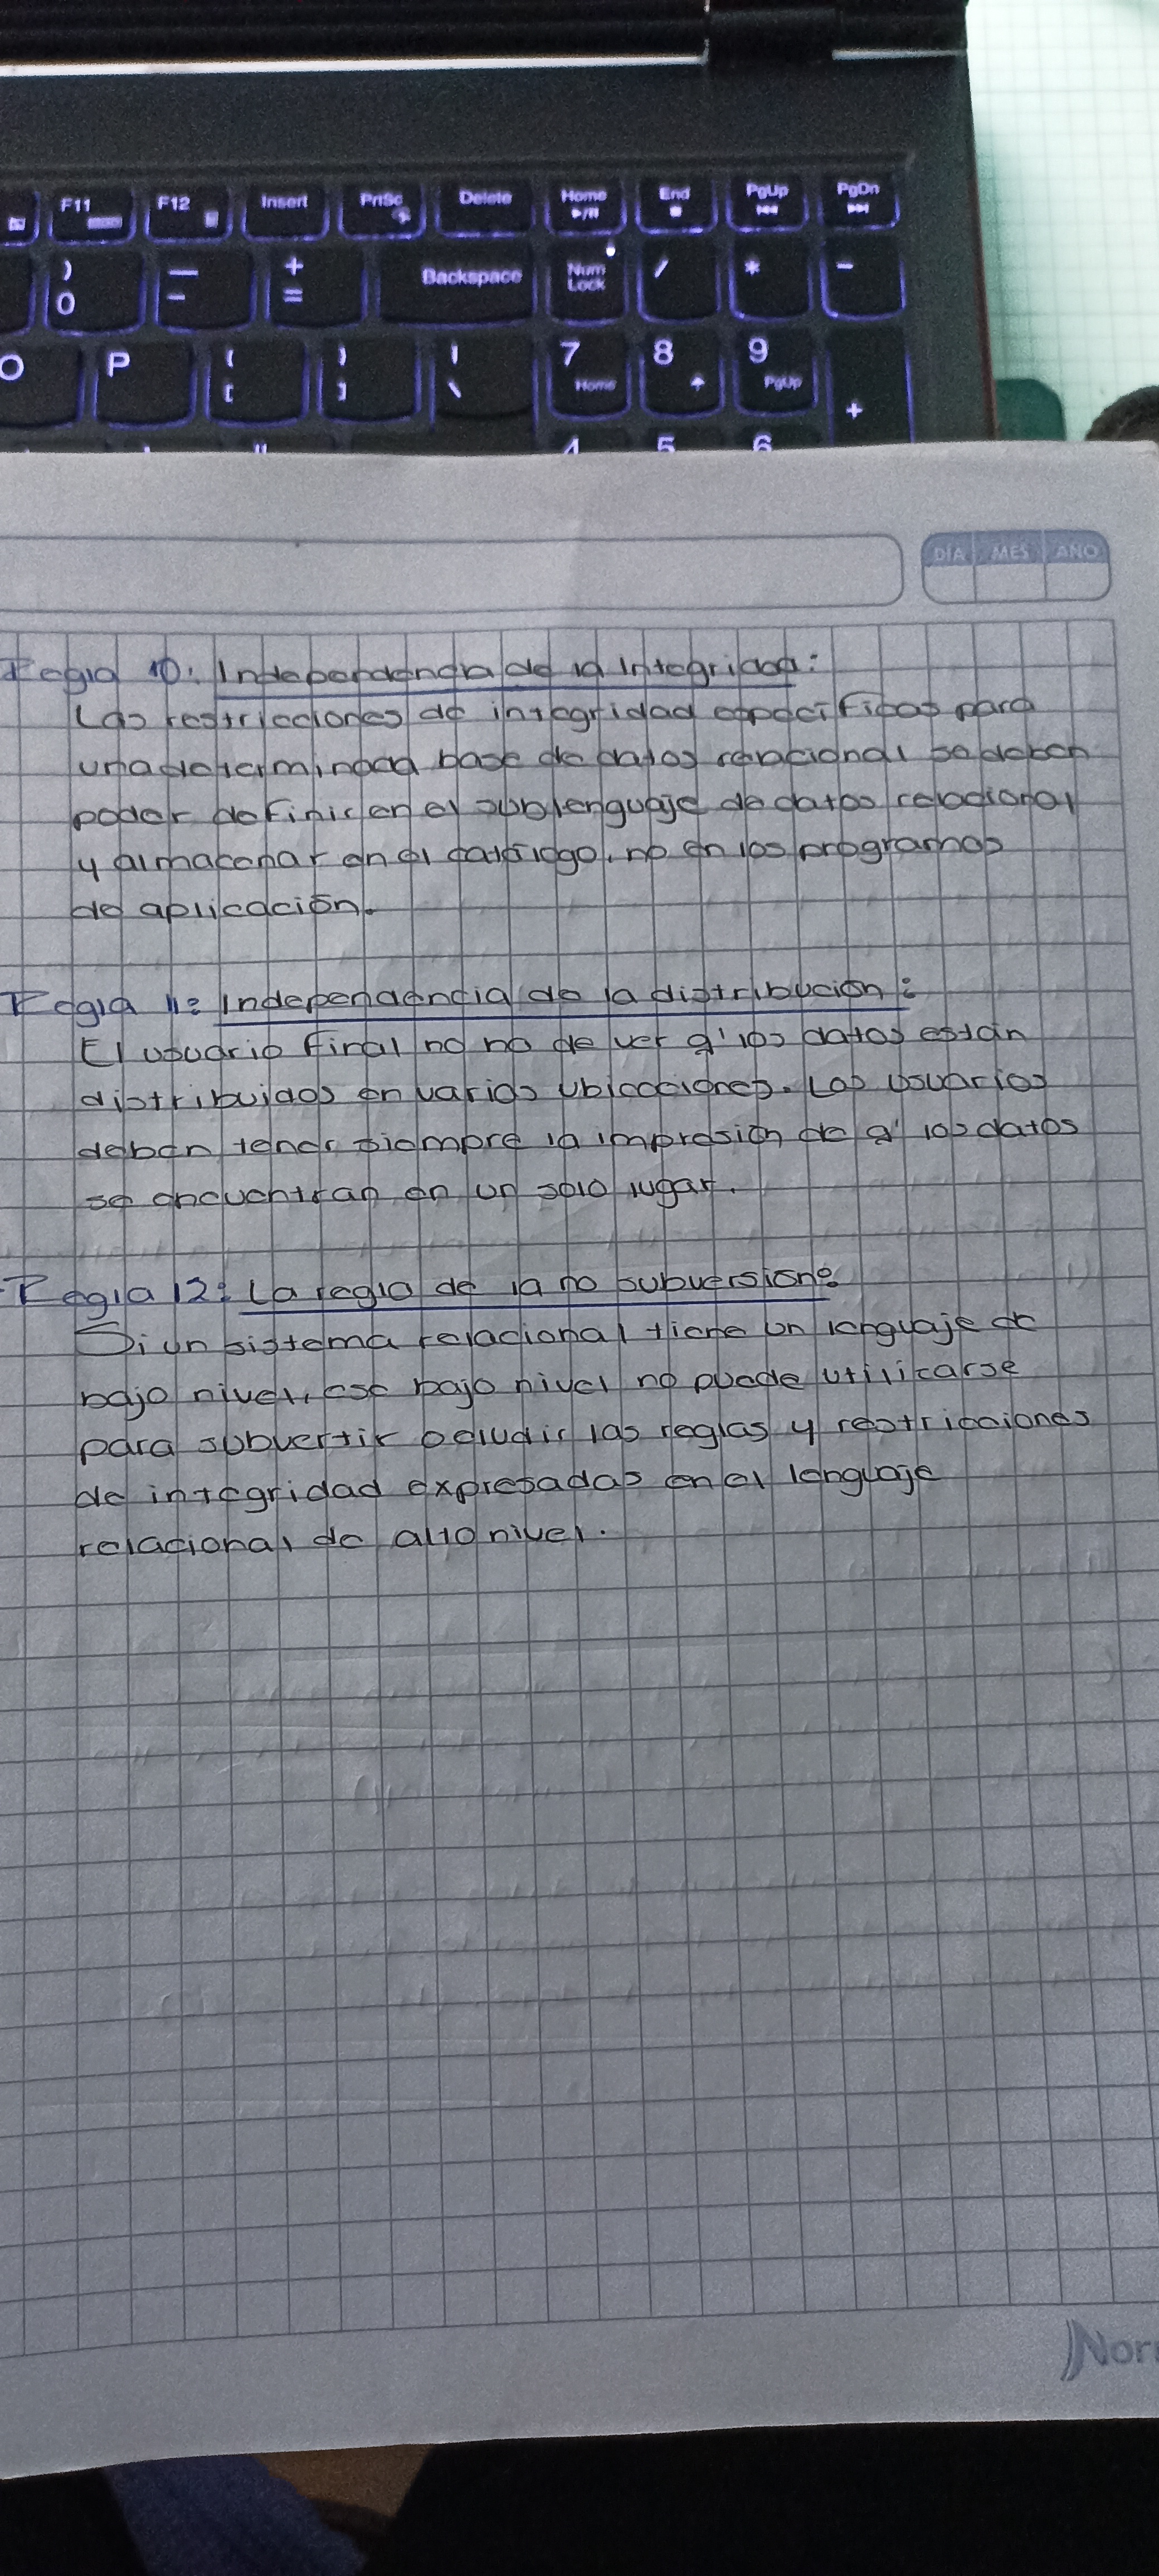 F11 F12 Insert PrtSc Delete Home End PgUp PgDn
) 0 — - + = Backspace Num Lock / * -
O P { [ } ] | \ 7 Home 8 9 PgUp +
4 5 6
DÍA MES AÑO
Regla 10: Independencia de la Integridad:
Las restricciones de integridad especificas para
una determinada base de datos relacional se deben
poder definir en el sublenguaje de datos relacional
y almacenar en el catálogo, no en los programas
de aplicación.
Regla 11: Independencia de la distribución:
El usuario final no ha de ver q' los datos están
distribuidos en varias ubicaciones. Los usuarios
deben tener siempre la impresión de q' los datos
se encuentran en un solo lugar.
Regla 12: La regla de la no subversion:
Si un sistema relacional tiene un lenguaje de
bajo nivel, ese bajo nivel no puede utilicarse
para subvertir o eludir las reglas y restricciones
de integridad expresadas en el lenguaje
relacional de alto nivel.